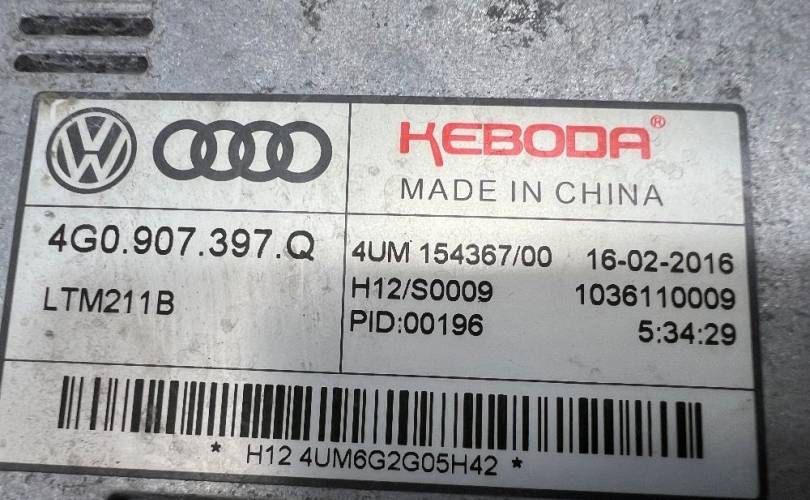 KEBODA®
MADE IN CHINA
4G0.907.397.Q
LTM211B
4UM 154367/00 16-02-2016
H12/S0009 1036110009
PID:00196 5:34:29
* H12 4UM6G2G05H42 *